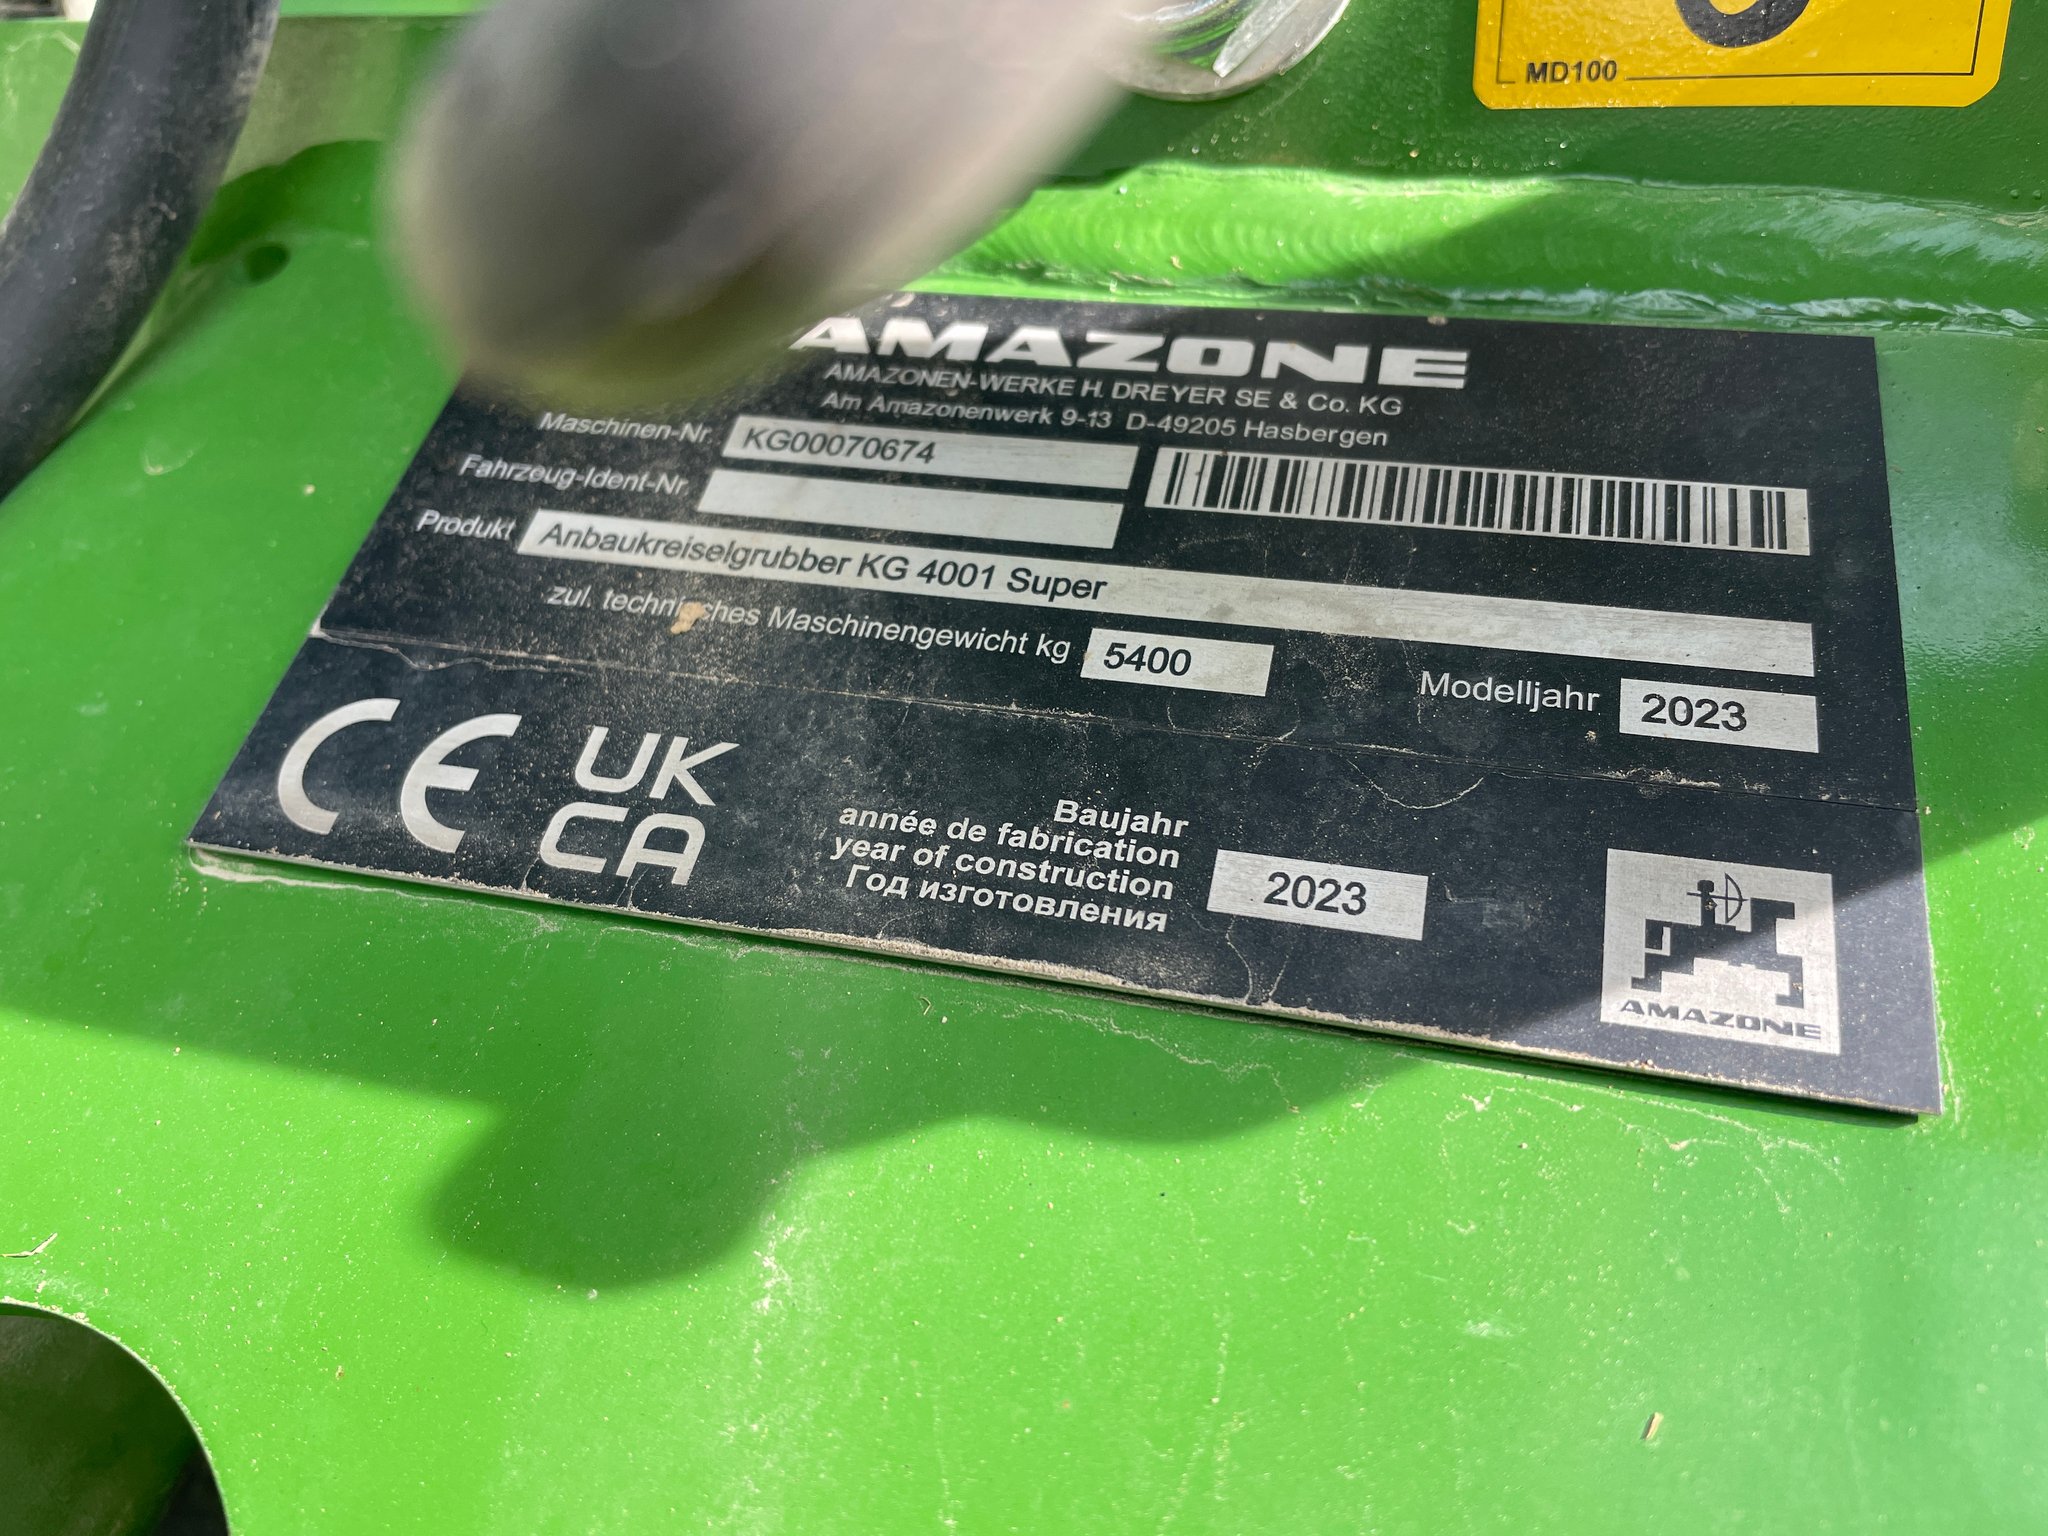 MD100
AMAZONE
AMAZONEN-WERKE H. DREYER SE & Co. KG
Am Amazonenwerk 9-13 D-49205 Hasbergen
Maschinen-Nr. KG00070674
Fahrzeug-Ident-Nr.
Produkt Anbaukreiselgrubber KG 4001 Super
zul. technisches Maschinengewicht kg 5400
Modelljahr 2023
CE UK
CA
Baujahr
année de fabrication
year of construction
Год изготовления
2023
AMAZONE